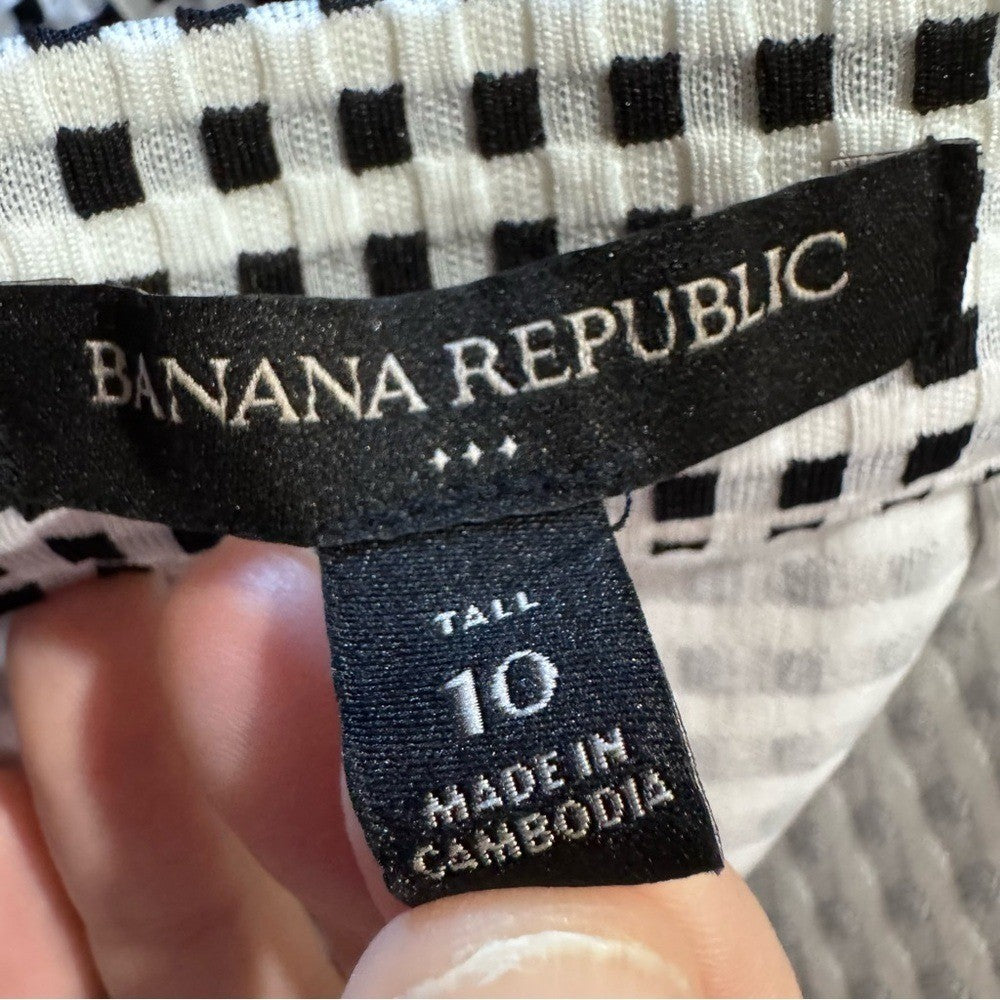 BANANA REPUBLIC
TALL
10
MADE IN
CAMBODIA